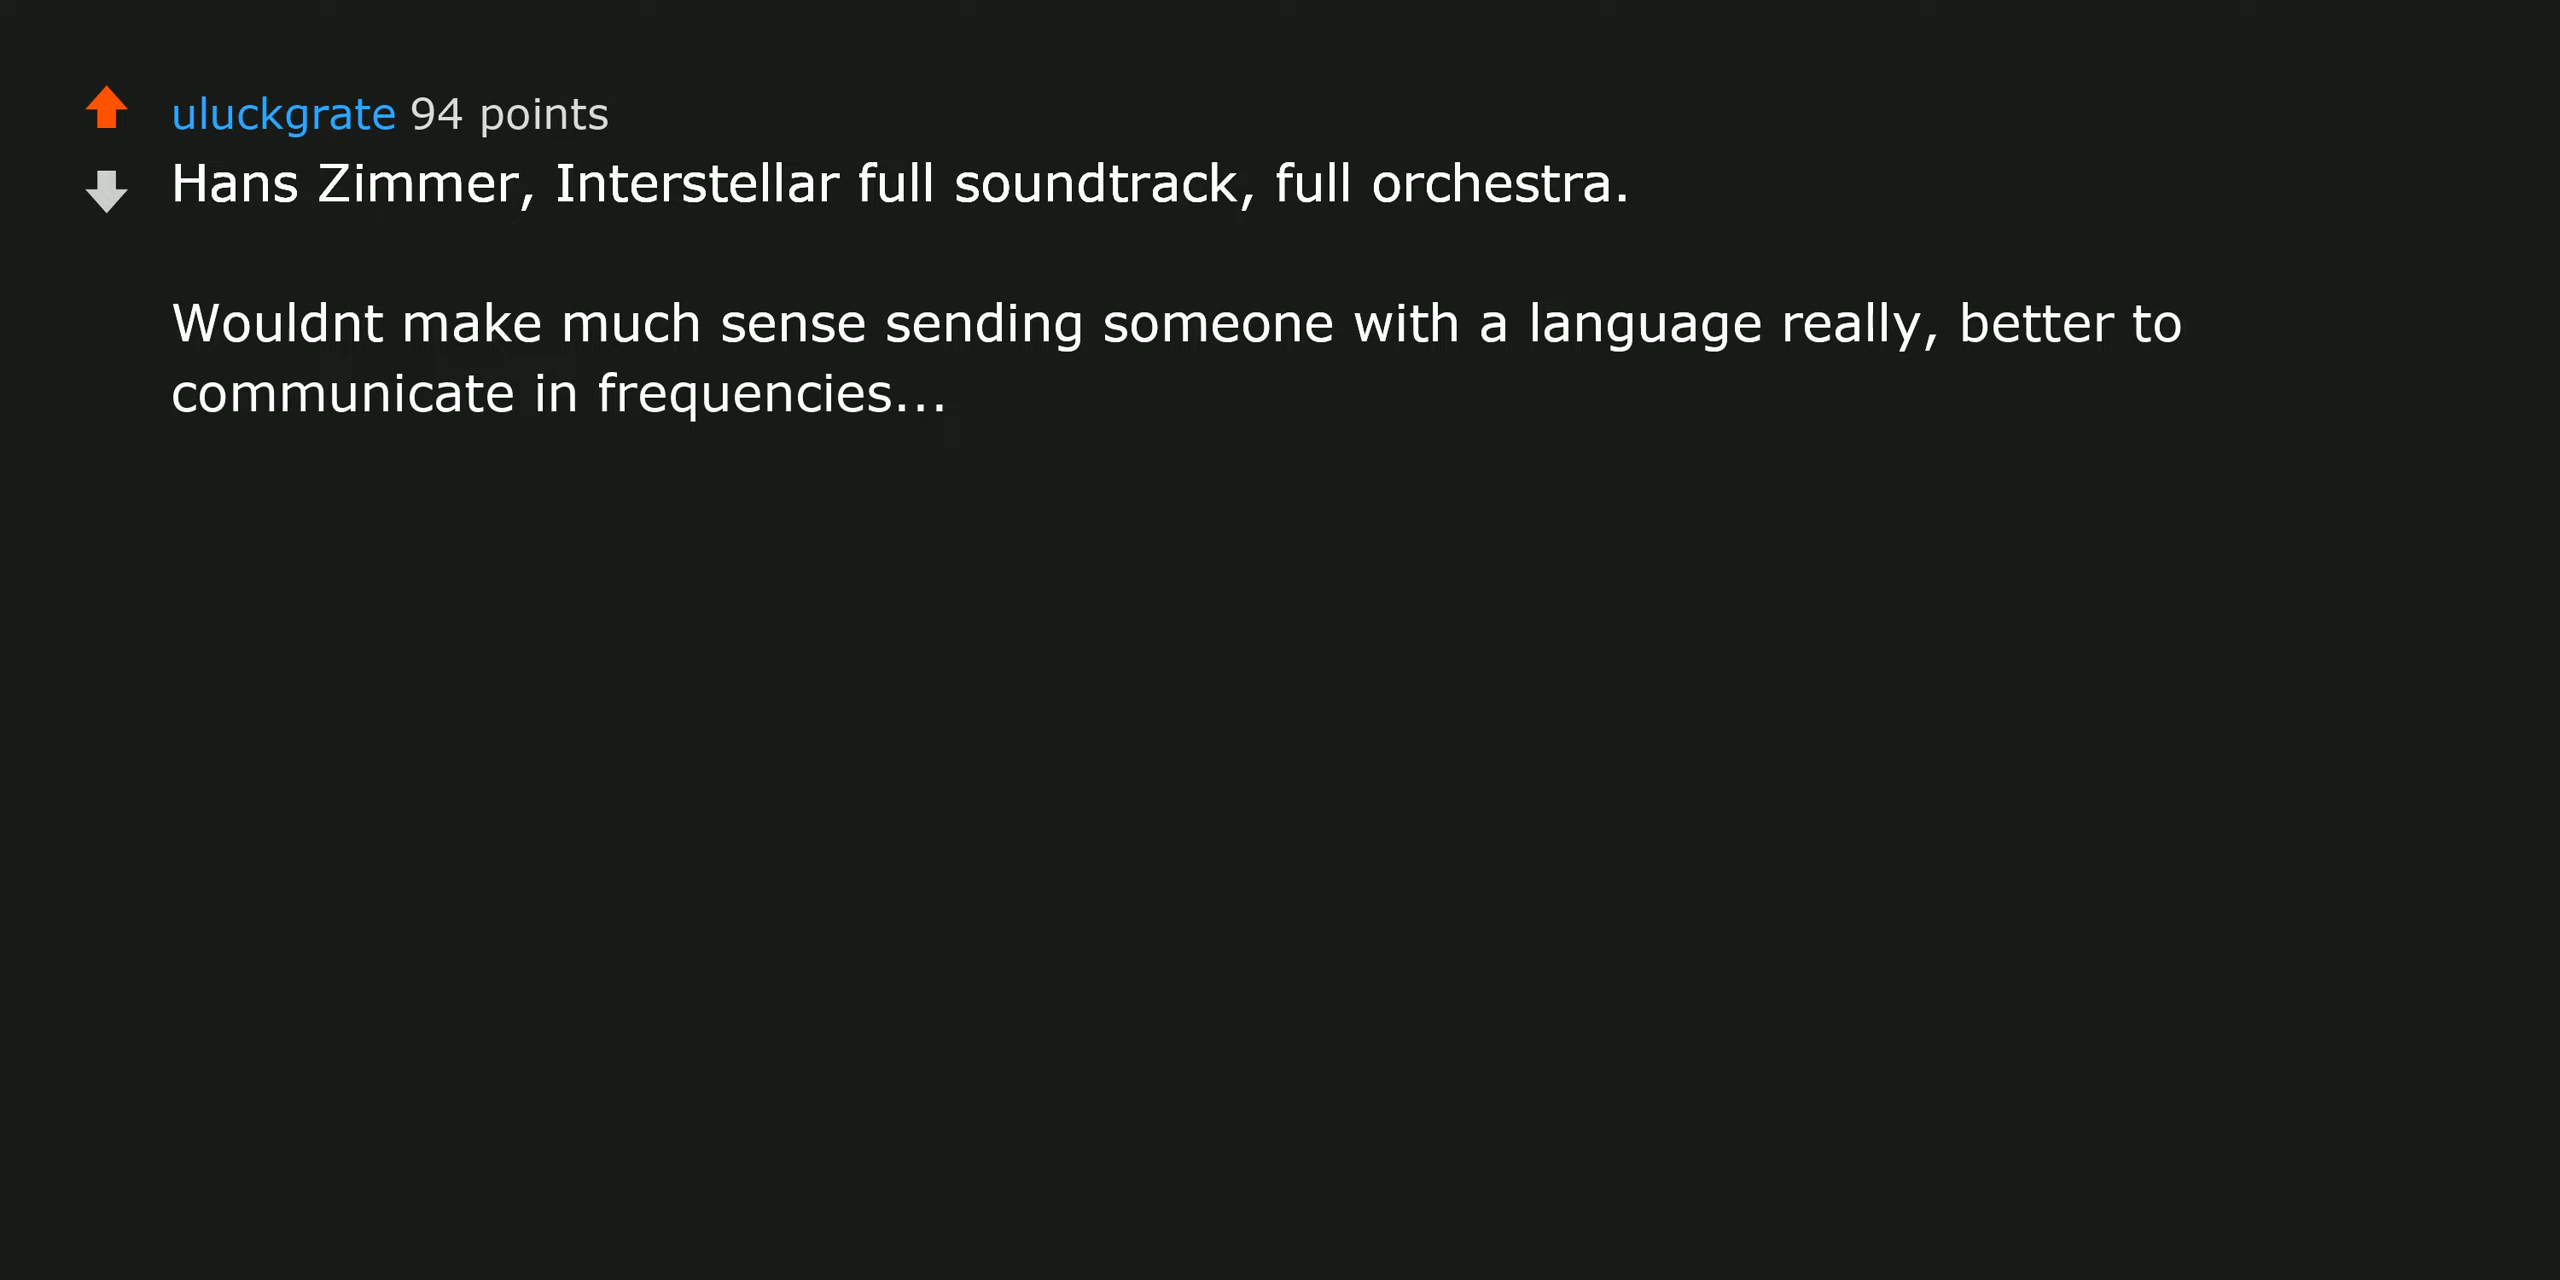 uluckgrate 94 points
Hans Zimmer, Interstellar full soundtrack, full orchestra.
Wouldnt make much sense sending someone with a language really, better to
communicate in frequencies...